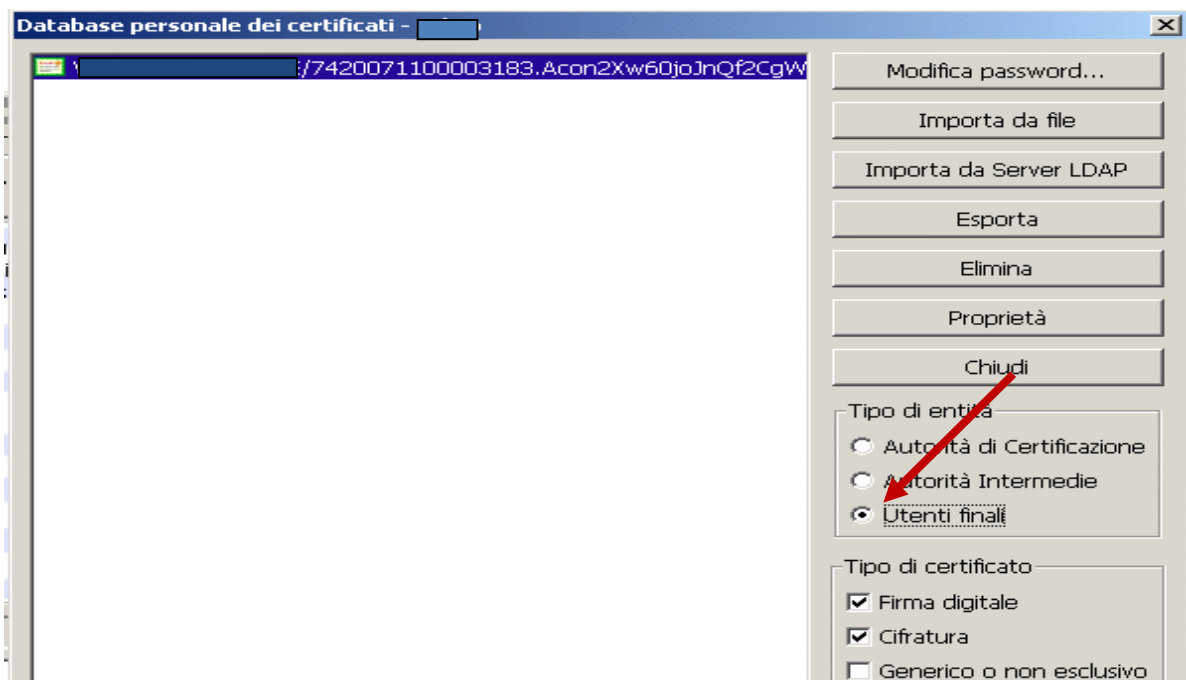 Database personale dei certificati -
/7420071100003183.Acon2Xw60joJnQf2CgW
Modifica password...
Importa da file
Importa da Server LDAP
Esporta
Elimina
Proprietà
Chiudi
Tipo di entità
Autorità di Certificazione
Autorità Intermedie
Utenti finali
Tipo di certificato
Firma digitale
Cifratura
Generico o non esclusivo